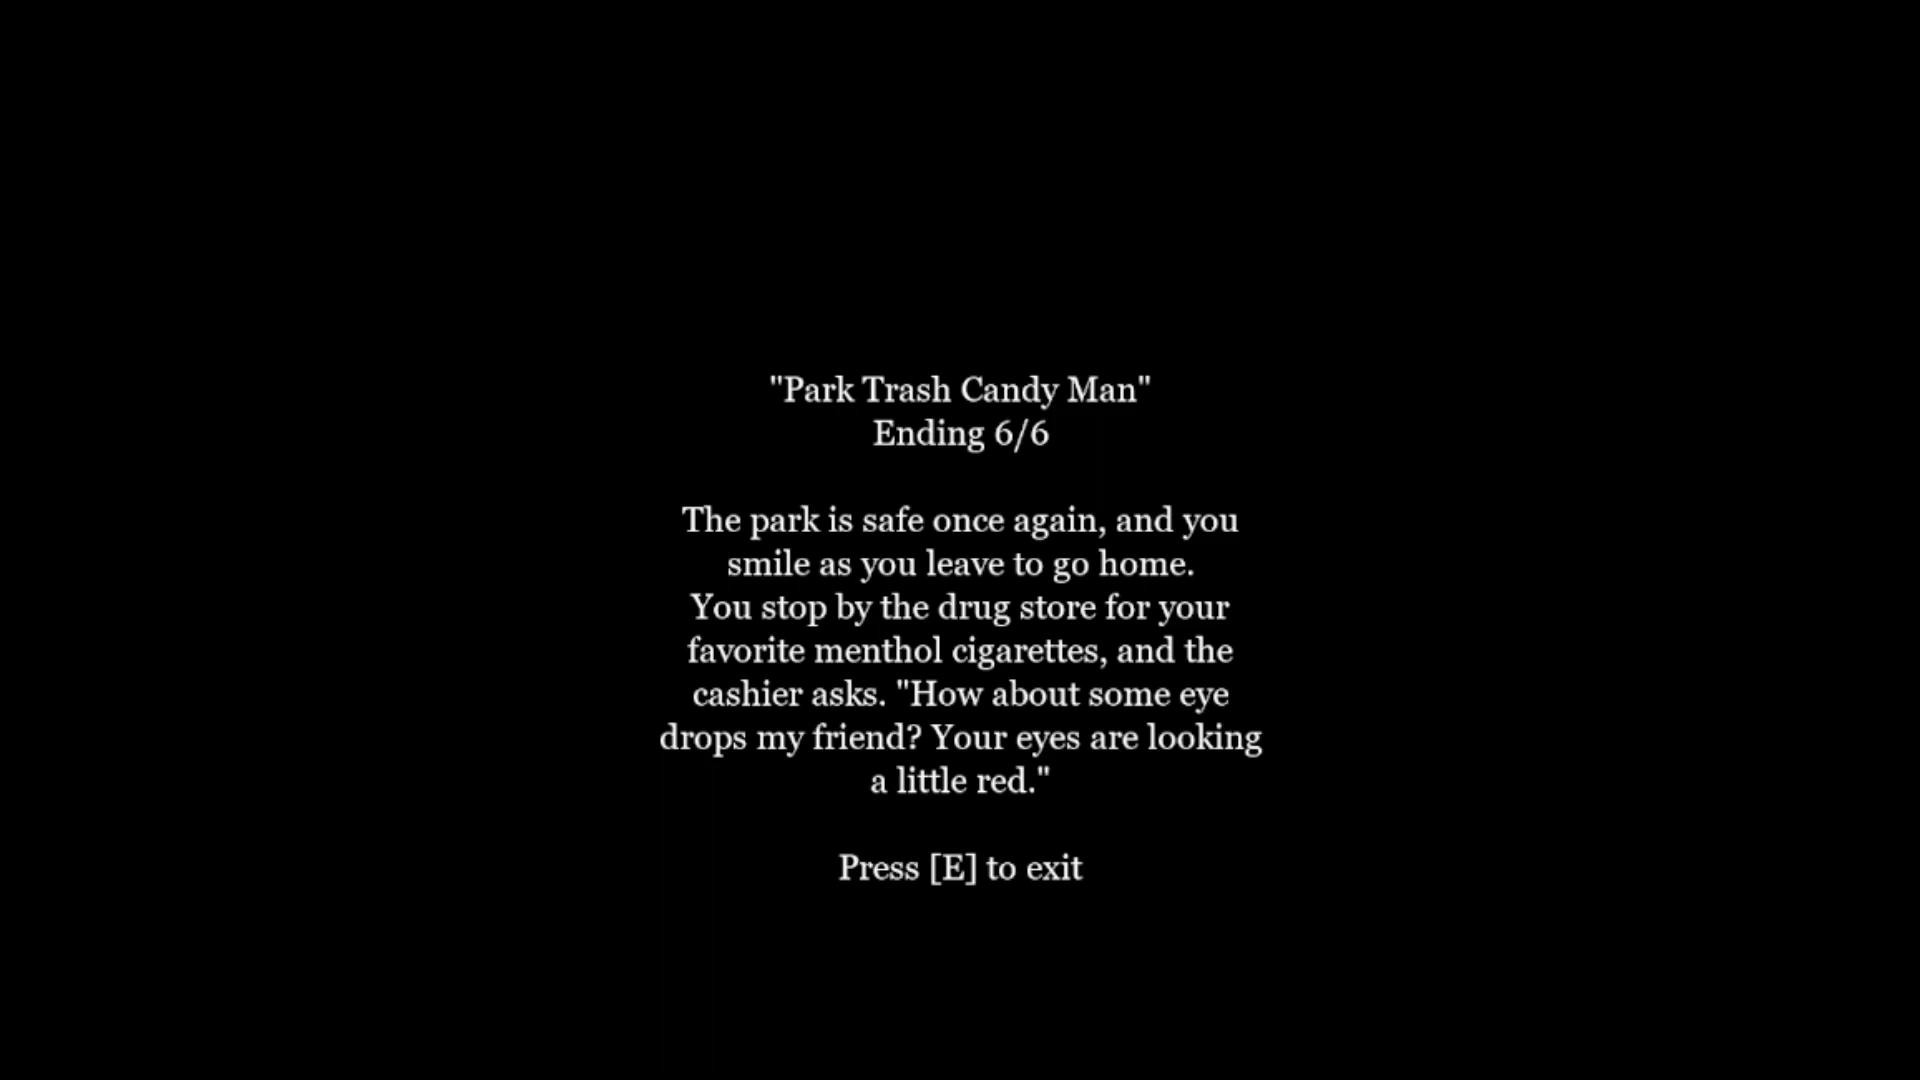 "Park Trash Candy Man"
Ending 6/6
The park is safe once again, and you
smile as you leave to go home.
You stop by the drug store for your
favorite menthol cigarettes, and the
cashier asks. "How about some eye
drops my friend? Your eyes are looking
a little red."
Press [E] to exit